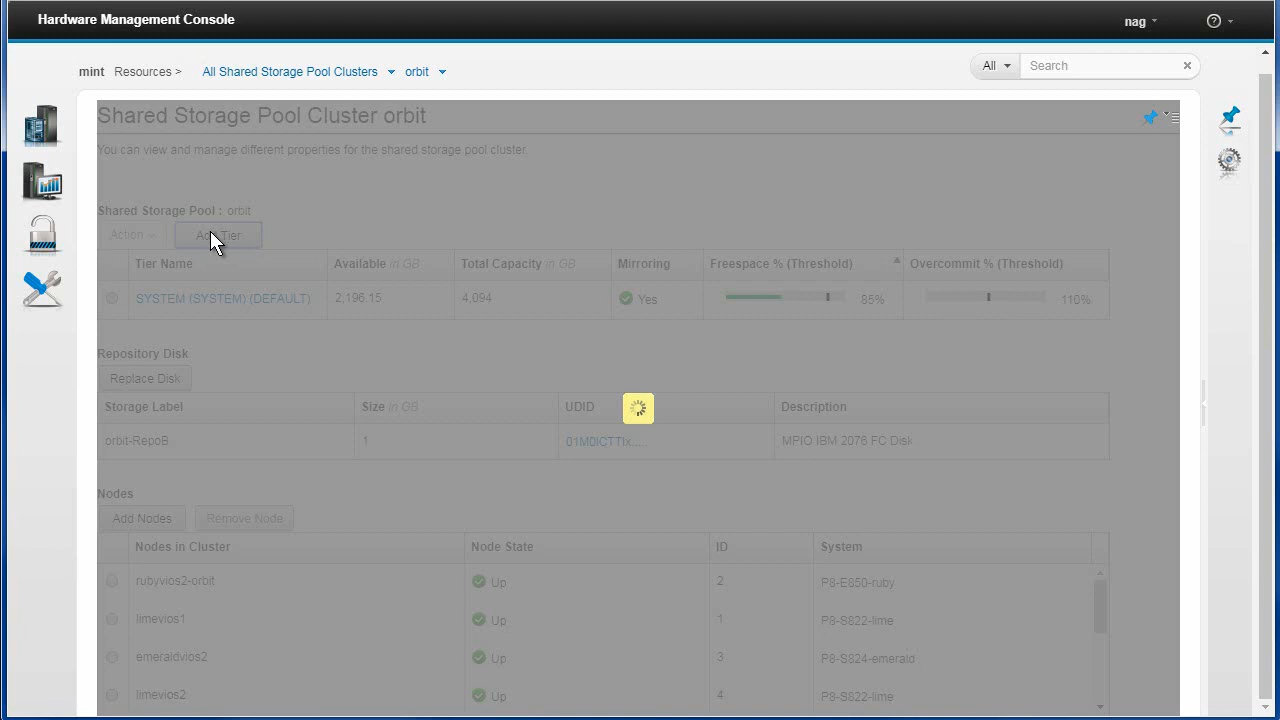 Hardware Management Console
nag
mint Resources > All Shared Storage Pool Clusters orbit
All Search
Shared Storage Pool Cluster orbit
You can view and manage different properties for the shared storage pool cluster.
Shared Storage Pool : orbit
Action Add Tier
Tier Name Available in GB Total Capacity in GB Mirroring Freespace % (Threshold) Overcommit % (Threshold)
SYSTEM (SYSTEM) (DEFAULT) 2,196.15 4,094 Yes 85% 110%
Repository Disk
Replace Disk
Storage Label Size in GB UDID Description
orbit-RepoB 1 01M0ICTTIx..... MPIO IBM 2076 FC Disk
Nodes
Add Nodes Remove Node
Nodes in Cluster Node State ID System
rubyvios2-orbit Up 2 P8-E850-ruby
limevios1 Up 1 P8-S822-lime
emeraldvios2 Up 3 P8-S824-emerald
limevios2 Up 4 P8-S822-lime